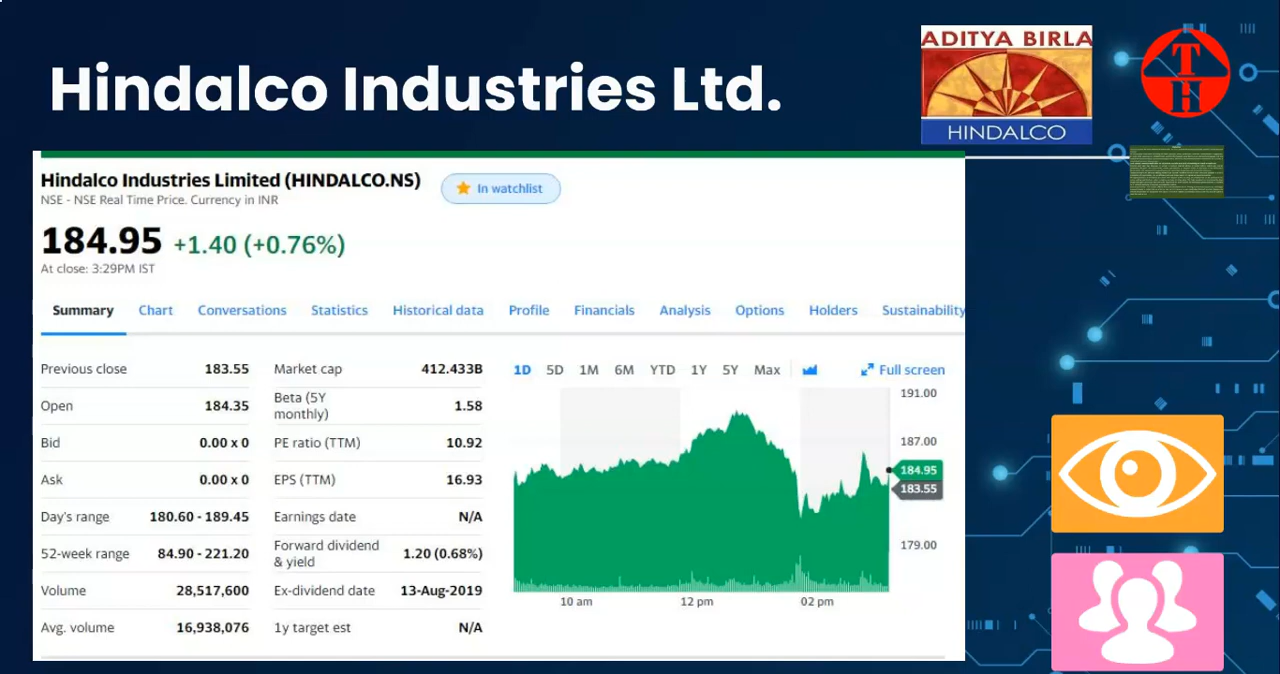 Hindalco Industries Ltd.
ADITYA BIRLA
HINDALCO
T
H
Hindalco Industries Limited (HINDALCO.NS)
In watchlist
NSE - NSE Real Time Price. Currency in INR
184.95 +1.40 (+0.76%)
At close: 3:29PM IST
Summary Chart Conversations Statistics Historical data Profile Financials Analysis Options Holders Sustainability
Previous close 183.55
Open 184.35
Bid 0.00 x 0
Ask 0.00 x 0
Day's range 180.60 - 189.45
52-week range 84.90 - 221.20
Volume 28,517,600
Avg. volume 16,938,076
Market cap 412.433B
Beta (5Y
monthly) 1.58
PE ratio (TTM) 10.92
EPS (TTM) 16.93
Earnings date N/A
Forward dividend
& yield 1.20 (0.68%)
Ex-dividend date 13-Aug-2019
1y target est N/A
1D 5D 1M 6M YTD 1Y 5Y Max Full screen
191.00
187.00
184.95
183.55
179.00
10 am 12 pm 02 pm